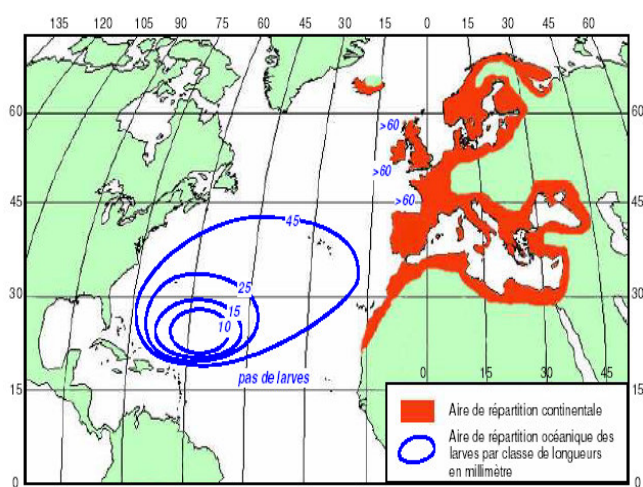 135 120 105 90 75 60 45 30 15 0 15 30 45 60 75
60 60
>60
>60
>60
45 45
45
25
30 30
15
10
pas de larves
0 15 30 45
15 15
Aire de répartition continentale
Aire de répartition océanique des
larves par classe de longueurs
en millimètre
0 0